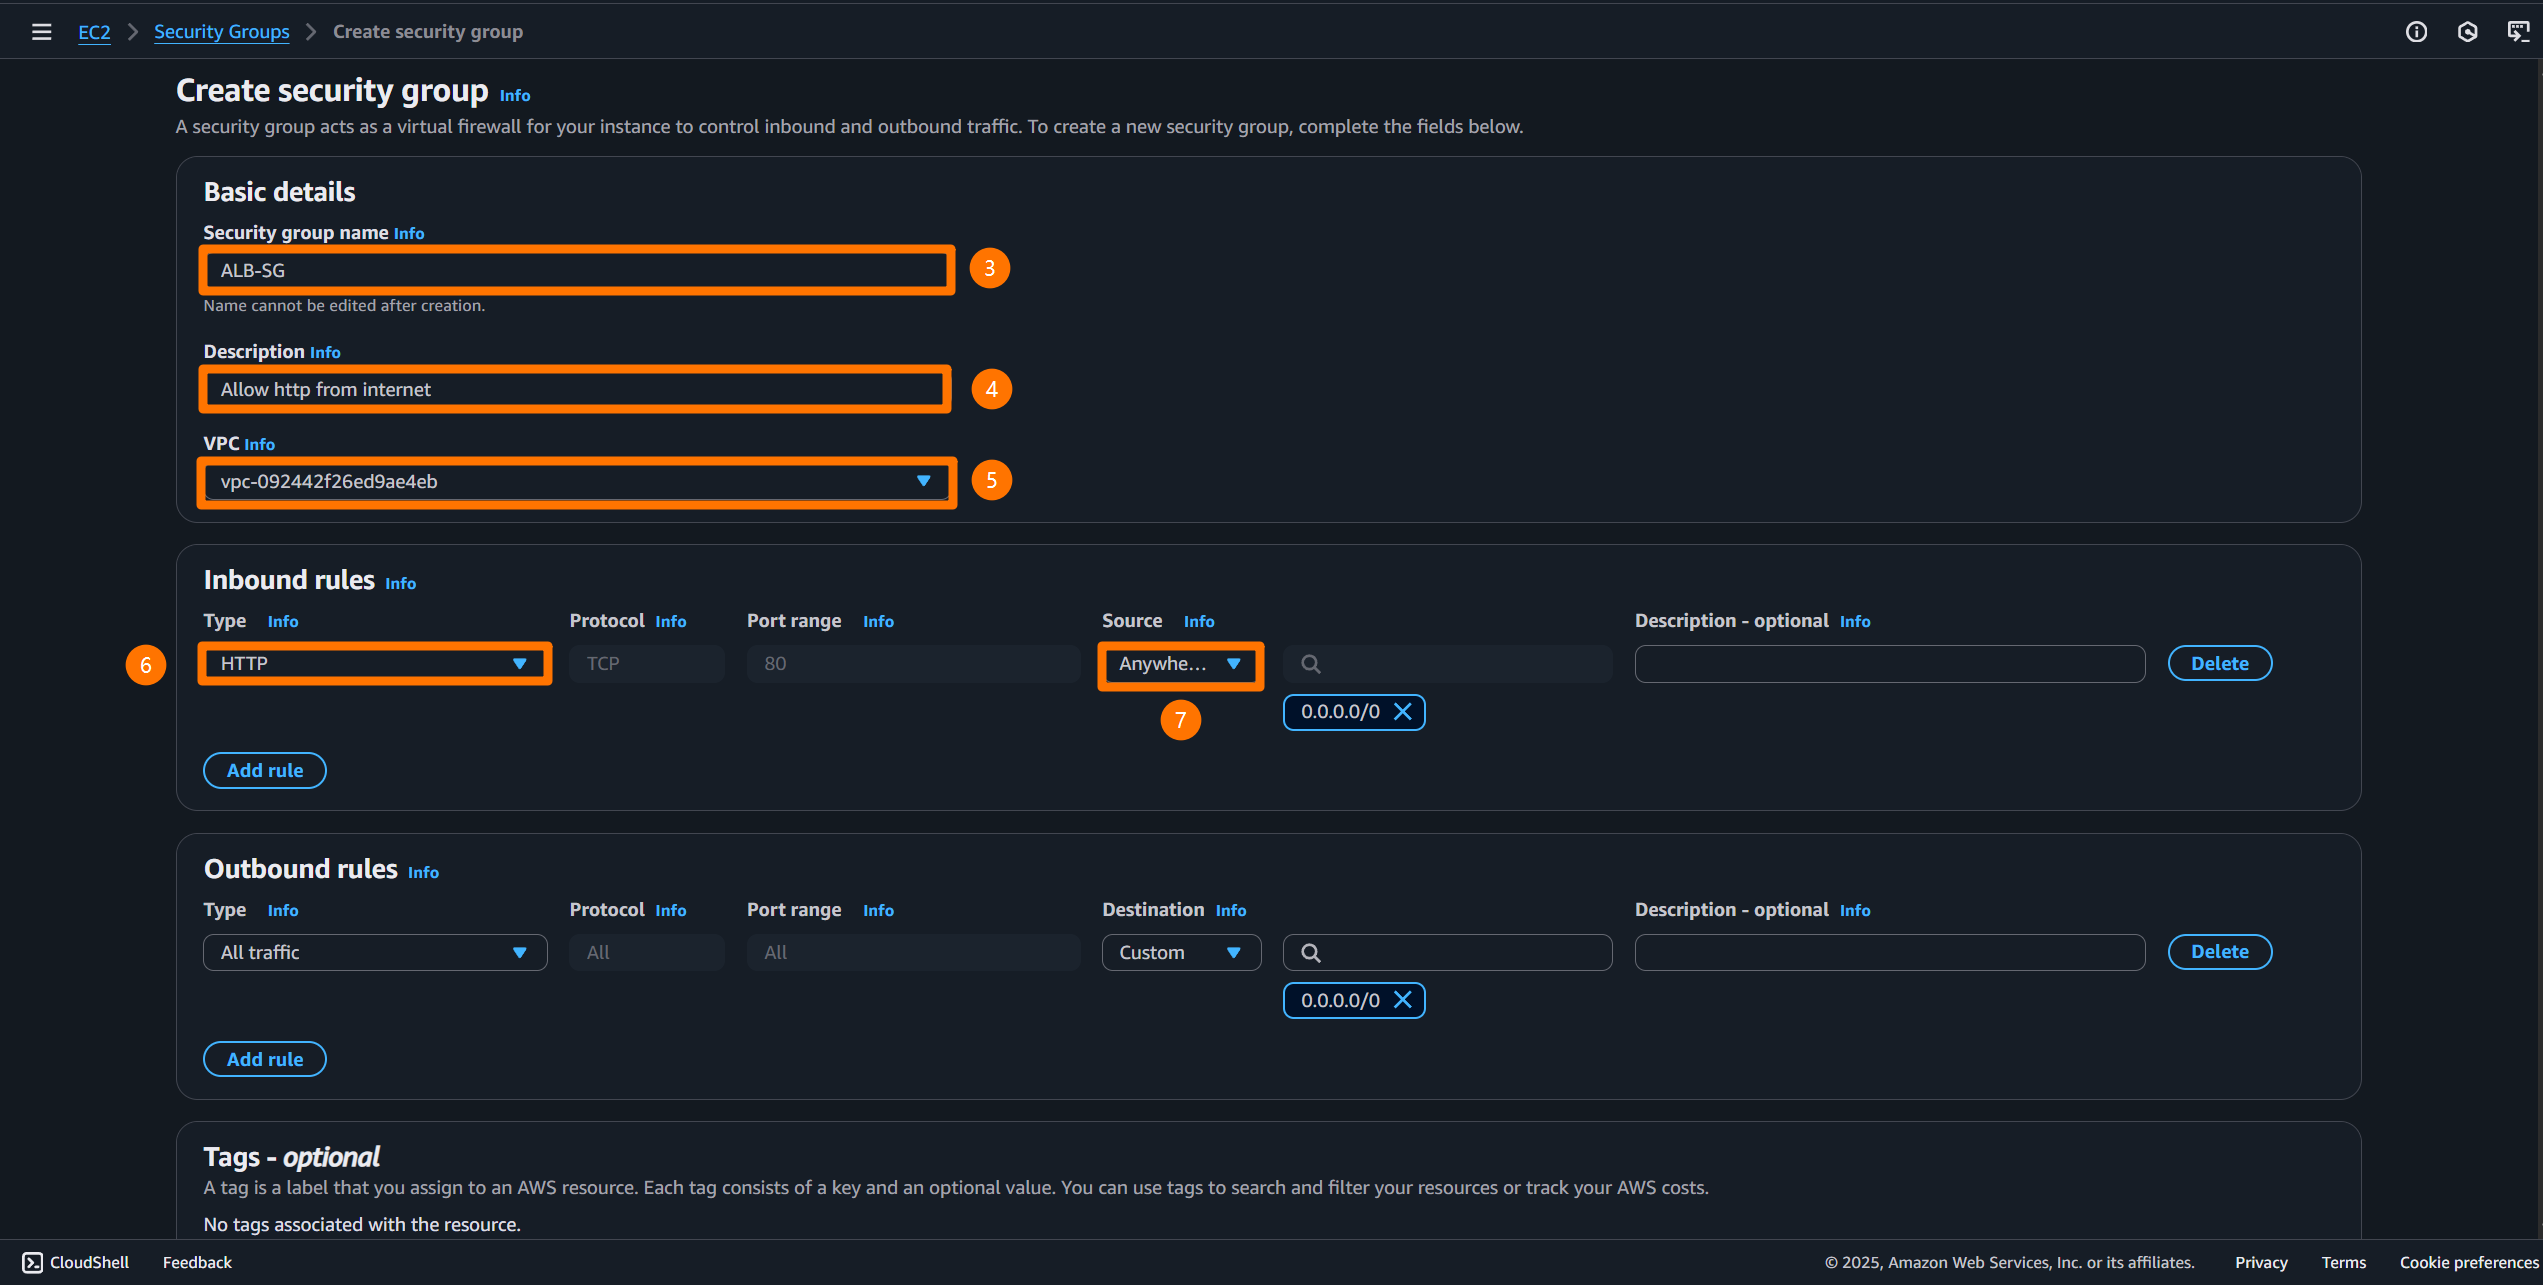 EC2 > Security Groups > Create security group
Create security group Info
A security group acts as a virtual firewall for your instance to control inbound and outbound traffic. To create a new security group, complete the fields below.
Basic details
Security group name Info
ALB-SG 3
Name cannot be edited after creation.
Description Info
Allow http from internet 4
VPC Info
vpc-092442f26ed9ae4eb 5
Inbound rules Info
Type Info Protocol Info Port range Info Source Info Description - optional Info
6 HTTP TCP 80 Anywhe... Delete
0.0.0.0/0
7
Add rule
Outbound rules Info
Type Info Protocol Info Port range Info Destination Info Description - optional Info
All traffic All All Custom Delete
0.0.0.0/0
Add rule
Tags - optional
A tag is a label that you assign to an AWS resource. Each tag consists of a key and an optional value. You can use tags to search and filter your resources or track your AWS costs.
No tags associated with the resource.
CloudShell Feedback © 2025, Amazon Web Services, Inc. or its affiliates. Privacy Terms Cookie preferences